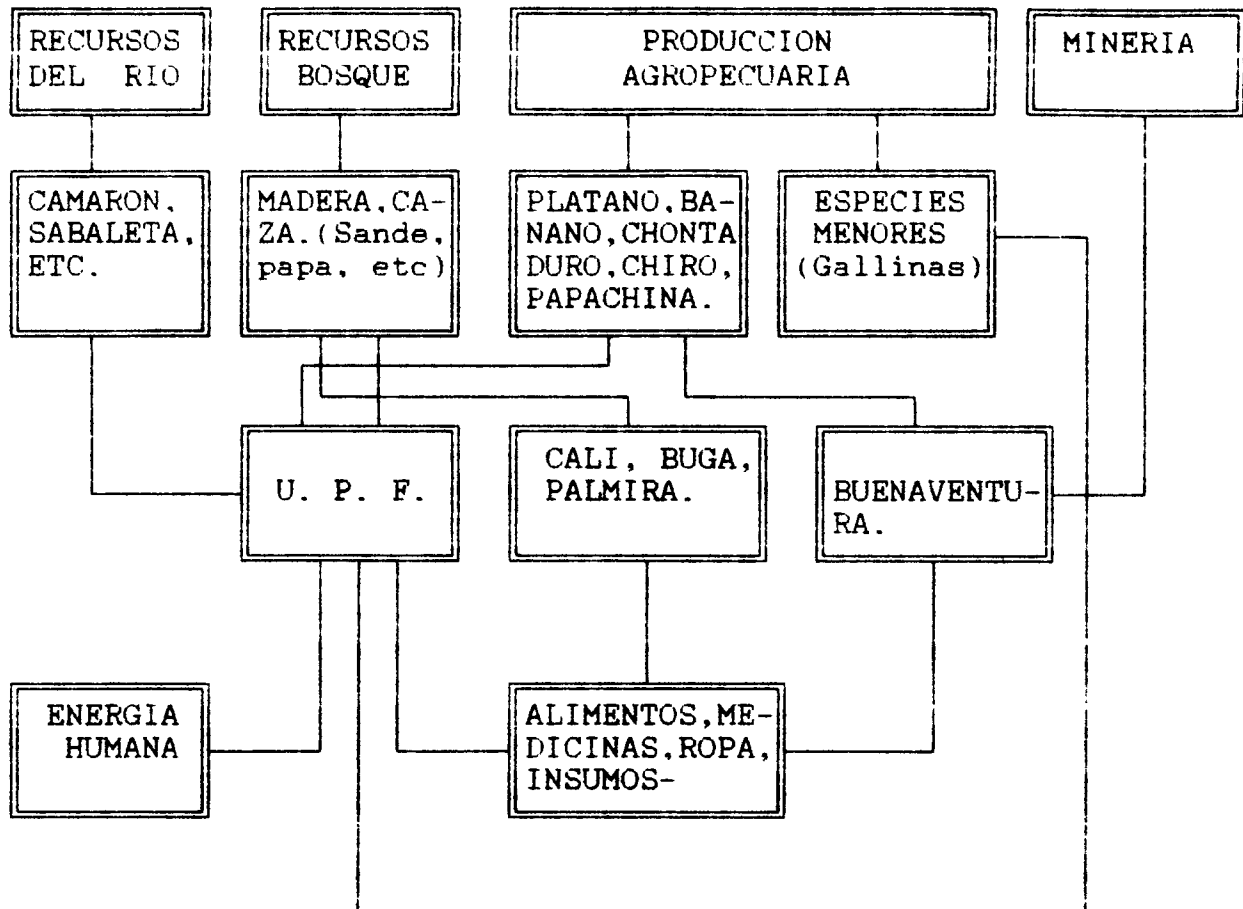 RECURSOS
DEL RIO
RECURSOS
BOSQUE
PRODUCCION
AGROPECUARIA
MINERIA
CAMARON,
SABALETA,
ETC.
MADERA,CA-
ZA.(Sande,
papa, etc)
PLATANO,BA-
NANO,CHONTA
DURO,CHIRO,
PAPACHINA.
ESPECIES
MENORES
(Gallinas)
U. P. F.
CALI, BUGA,
PALMIRA.
BUENAVENTU-
RA.
ENERGIA
HUMANA
ALIMENTOS,ME-
DICINAS,ROPA,
INSUMOS-